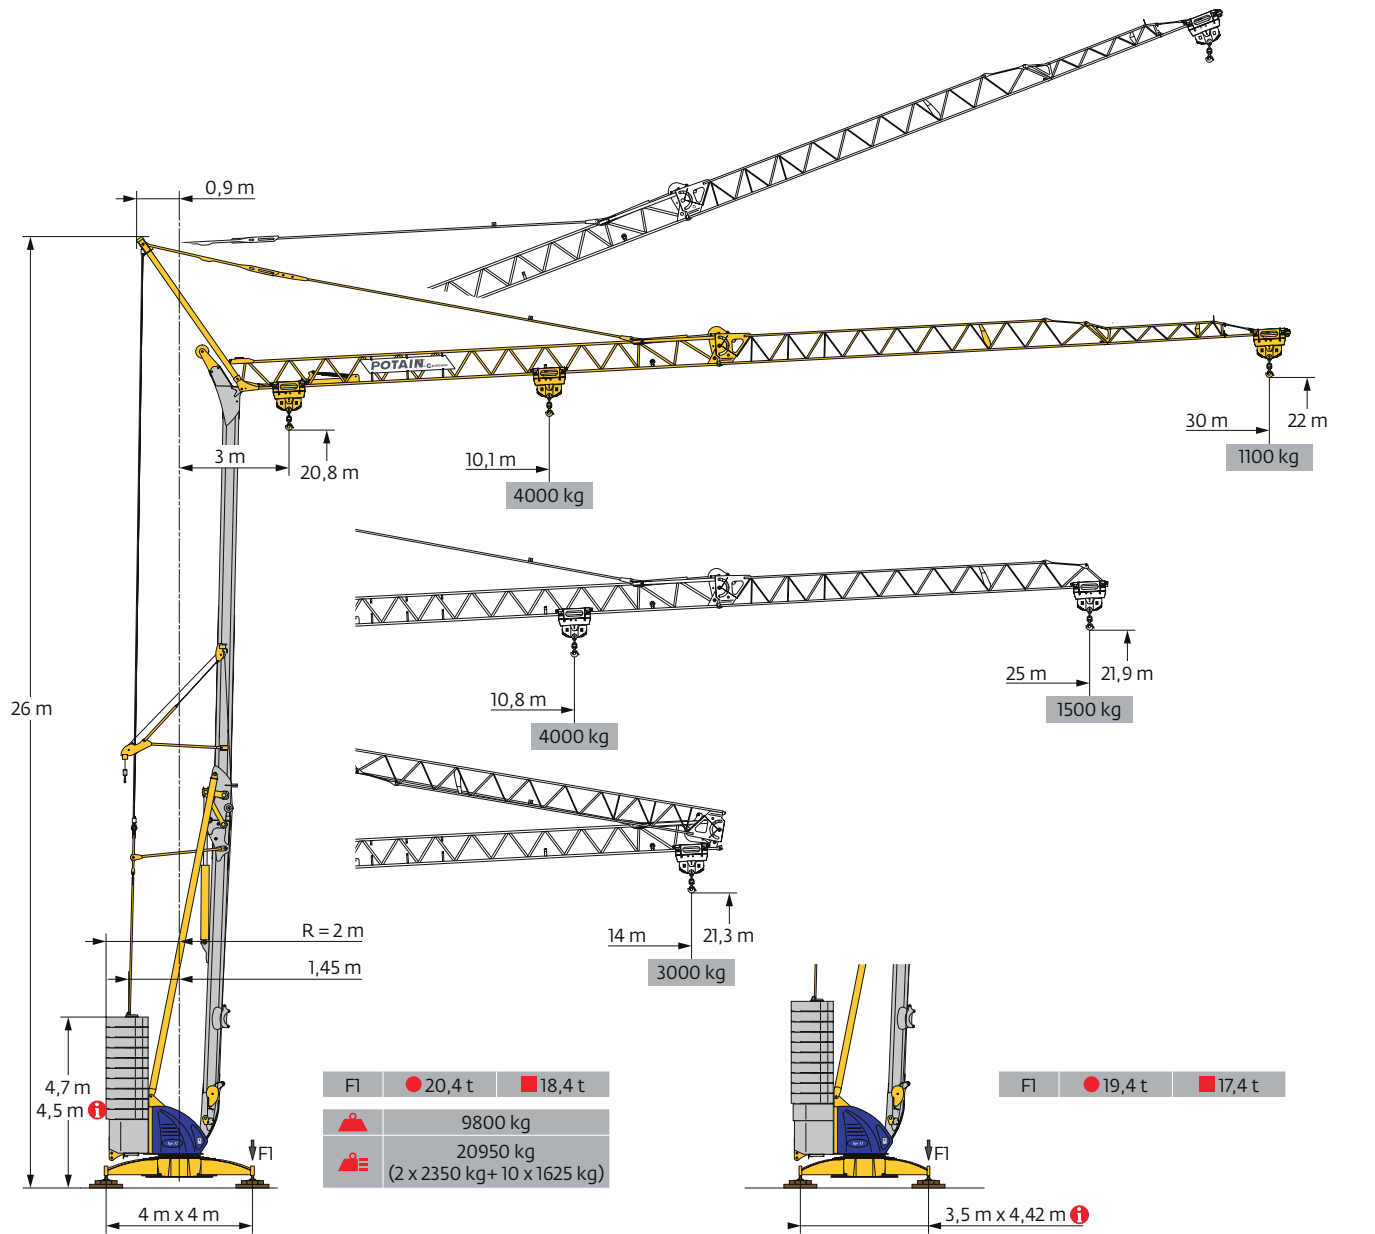 0,9 m
POTAIN
3 m
20,8 m
10,1 m
4000 kg
30 m
22 m
1100 kg
26 m
10,8 m
4000 kg
25 m
21,9 m
1500 kg
14 m
21,3 m
3000 kg
R = 2 m
1,45 m
4,7 m
4,5 m i
F1 20,4 t 18,4 t
9800 kg
20950 kg
(2 x 2350 kg+ 10 x 1625 kg)
F1
4 m x 4 m
F1 19,4 t 17,4 t
F1
3,5 m x 4,42 m i